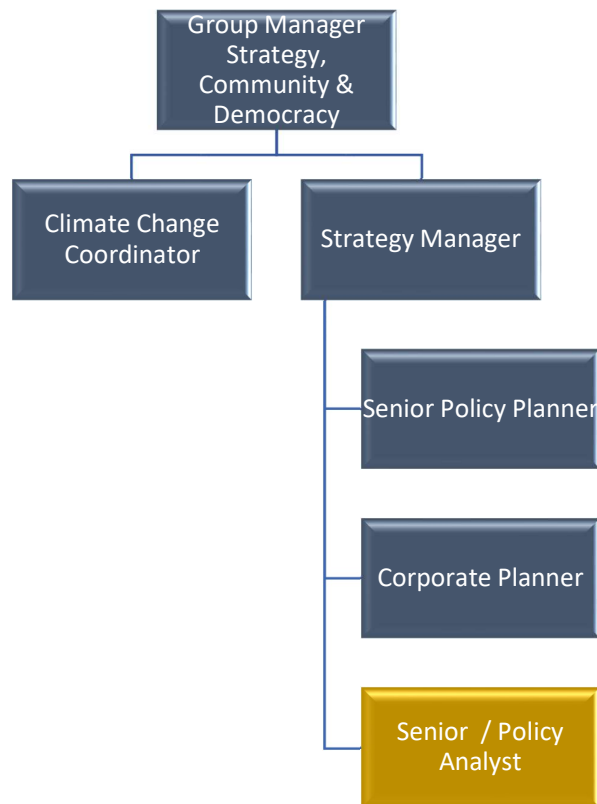 Group Manager
Strategy,
Community &
Democracy
Climate Change
Coordinator
Strategy Manager
Senior Policy Planner
Corporate Planner
Senior / Policy
Analyst